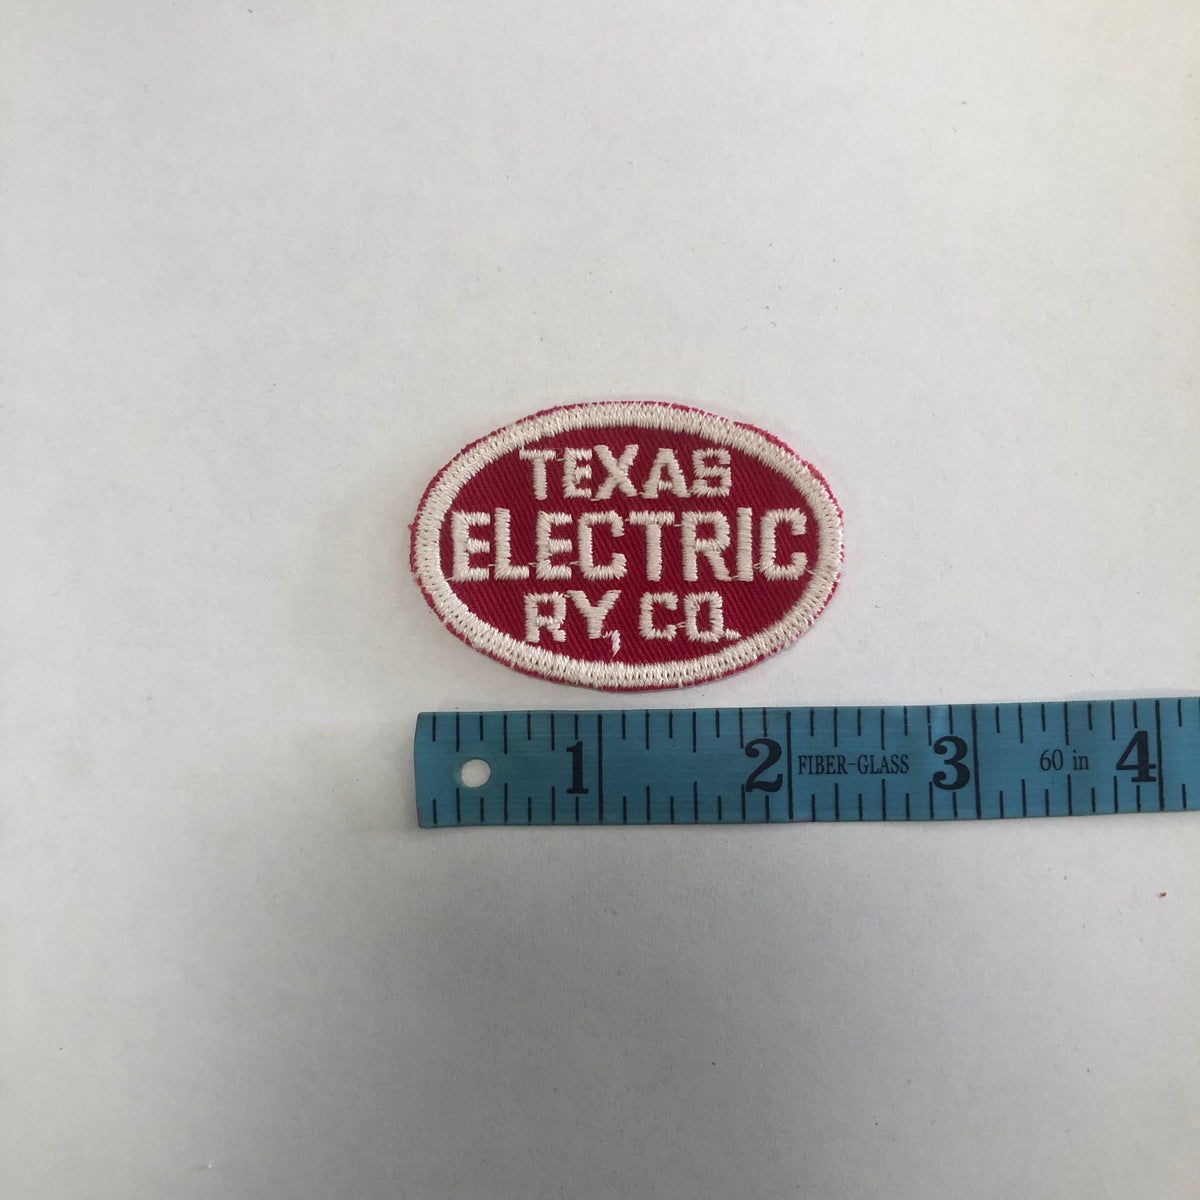 TEXAS
ELECTRIC
RY, CO.
1 2 FIBER-GLASS 3 60 in 4